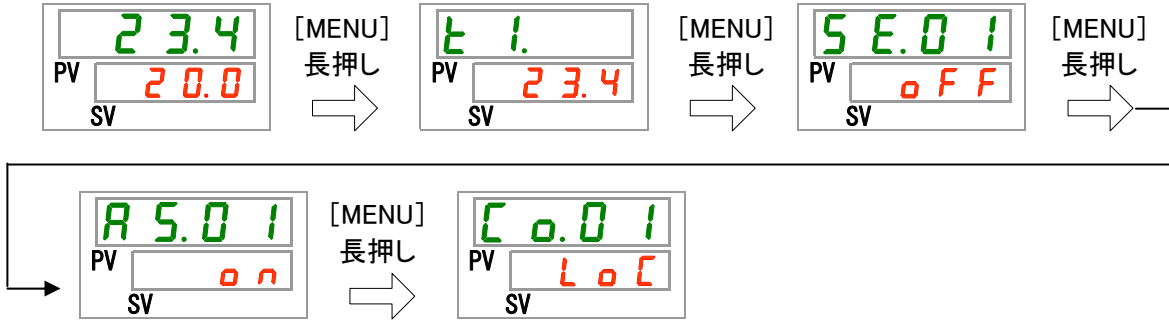 23.4
PV
20.0
SV
[MENU]
長押し
t1.
PV
23.4
SV
[MENU]
長押し
SE.01
PV
oFF
SV
[MENU]
長押し
AS.01
PV
on
SV
[MENU]
長押し
Co.01
PV
LoC
SV